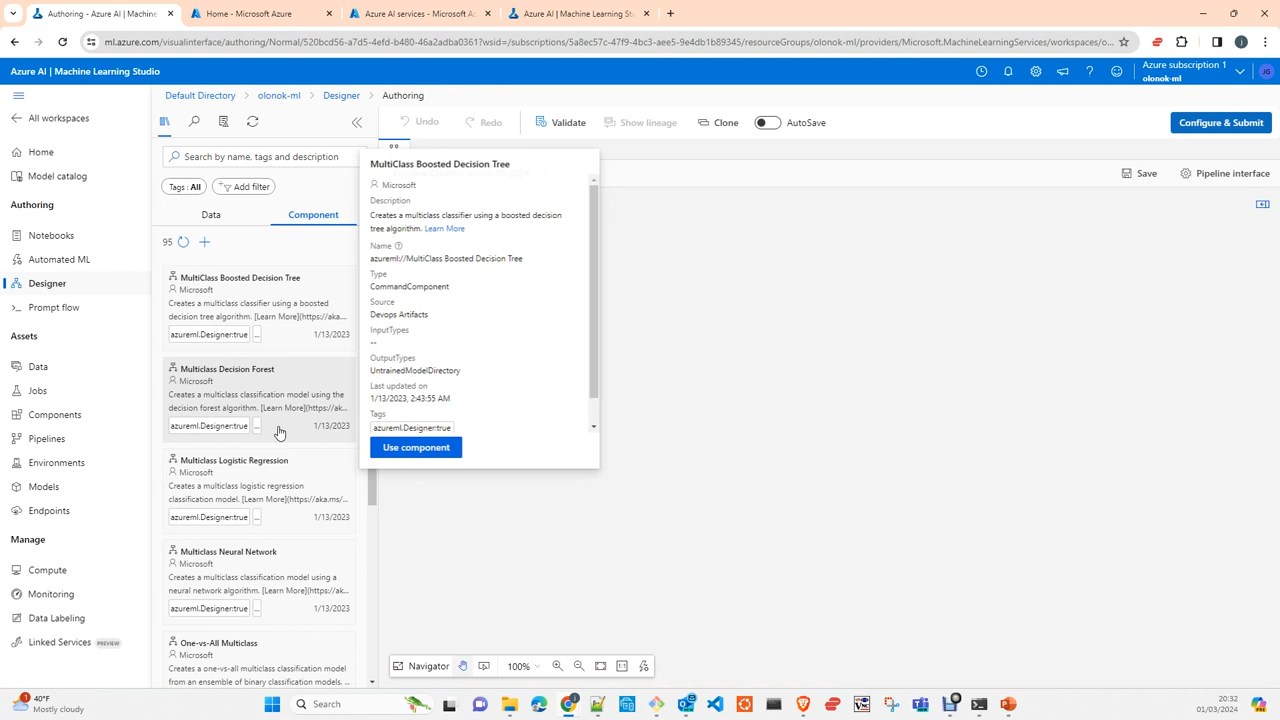 Authoring - Azure AI | Machine L
Home - Microsoft Azure
Azure AI services - Microsoft Az
Azure AI | Machine Learning St
ml.azure.com/visualinterface/authoring/Normal/520bcd56-a7d5-4efd-b480-46a2adba0361?wsid=/subscriptions/5a8ec57c-47f9-4bc3-aee5-9e4db1b89345/resourceGroups/olonok-ml/providers/Microsoft.MachineLearningServices/workspaces/o...
Azure AI | Machine Learning Studio
Azure subscription 1
olonok-ml
JG
All workspaces
Home
Model catalog
Authoring
Notebooks
Automated ML
Designer
Prompt flow
Assets
Data
Jobs
Components
Pipelines
Environments
Models
Endpoints
Manage
Compute
Monitoring
Data Labeling
Linked Services PREVIEW
Default Directory > olonok-ml > Designer > Authoring
Undo Redo Validate Show lineage Clone AutoSave Configure & Submit
Save Pipeline interface
Search by name, tags and description
Tags : All Add filter
Data Component
95
MultiClass Boosted Decision Tree
Microsoft
Creates a multiclass classifier using a boosted
decision tree algorithm. [Learn More](https://aka....
azureml.Designer:true ... 1/13/2023
Multiclass Decision Forest
Microsoft
Creates a multiclass classification model using the
decision forest algorithm. [Learn More](https://ak...
azureml.Designer:true ... 1/13/2023
Multiclass Logistic Regression
Microsoft
Creates a multiclass logistic regression
classification model. [Learn More](https://aka.ms/...
azureml.Designer:true ... 1/13/2023
Multiclass Neural Network
Microsoft
Creates a multiclass classification model using a
neural network algorithm. [Learn More](https://ak...
azureml.Designer:true ... 1/13/2023
One-vs-All Multiclass
Microsoft
Creates a one-vs-all multiclass classification model
from an ensemble of binary classification models.
MultiClass Boosted Decision Tree
Microsoft
Description
Creates a multiclass classifier using a boosted decision
tree algorithm. Learn More
Name
azureml://MultiClass Boosted Decision Tree
Type
CommandComponent
Source
Devops Artifacts
InputTypes
--
OutputTypes
UntrainedModelDirectory
Last updated on
1/13/2023, 2:43:55 AM
Tags
azureml.Designer:true
Use component
Navigator 100%
40°F
Mostly cloudy
Search
20:32
01/03/2024